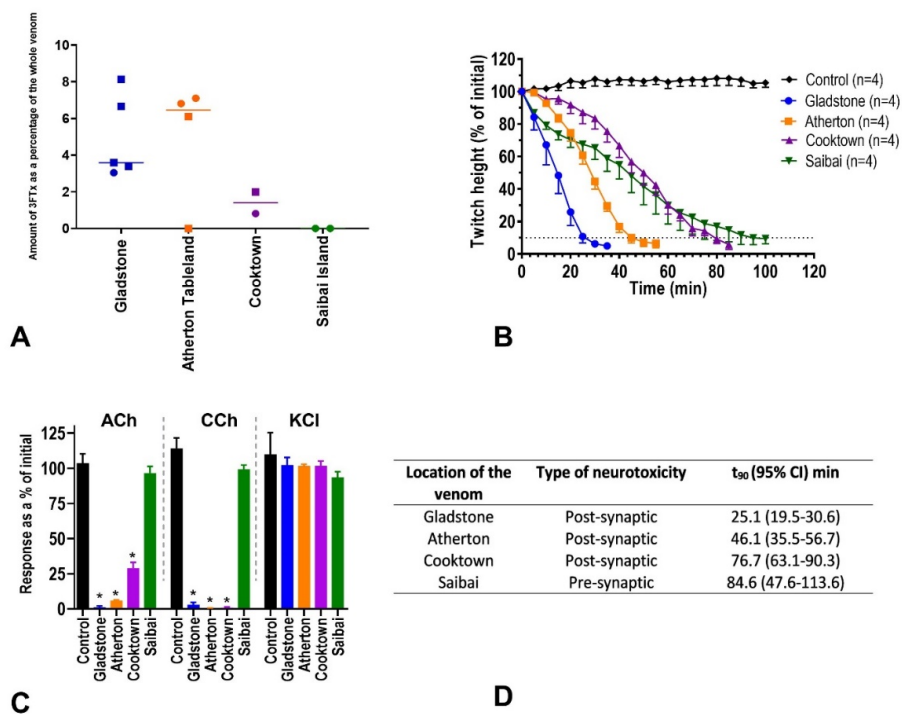 Amount of 3FTx as a percentage of the whole venom
10
8
6
4
2
0
Gladstone
Atherton Tableland
Cooktown
Saibai Island
A
Twitch height (% of initial)
120
100
80
60
40
20
0
0 20 40 60 80 100 120
Time (min)
Control (n=4)
Gladstone (n=4)
Atherton (n=4)
Cooktown (n=4)
Saibai (n=4)
B
ACh CCh KCl
Response as a % of initial
125
100
75
50
25
0
* * *
* * *
Control
Gladstone
Atherton
Cooktown
Saibai
Control
Gladstone
Atherton
Cooktown
Saibai
Control
Gladstone
Atherton
Cooktown
Saibai
C
Location of the venom Type of neurotoxicity t90 (95% CI) min
Gladstone Post-synaptic 25.1 (19.5-30.6)
Atherton Post-synaptic 46.1 (35.5-56.7)
Cooktown Post-synaptic 76.7 (63.1-90.3)
Saibai Pre-synaptic 84.6 (47.6-113.6)
D